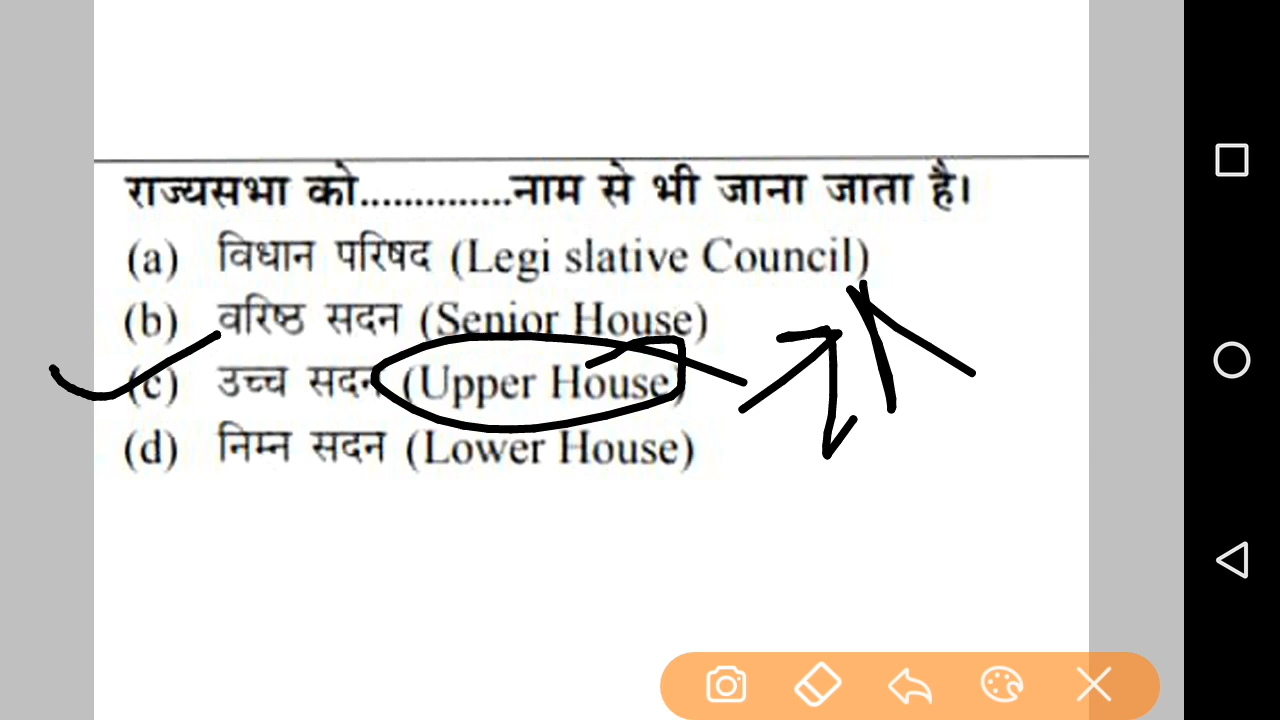 राज्यसभा को..............नाम से भी जाना जाता है।
(a) विधान परिषद (Legi slative Council)
(b) वरिष्ठ सदन (Senior House)
(c) उच्च सदन (Upper House)
(d) निम्न सदन (Lower House)